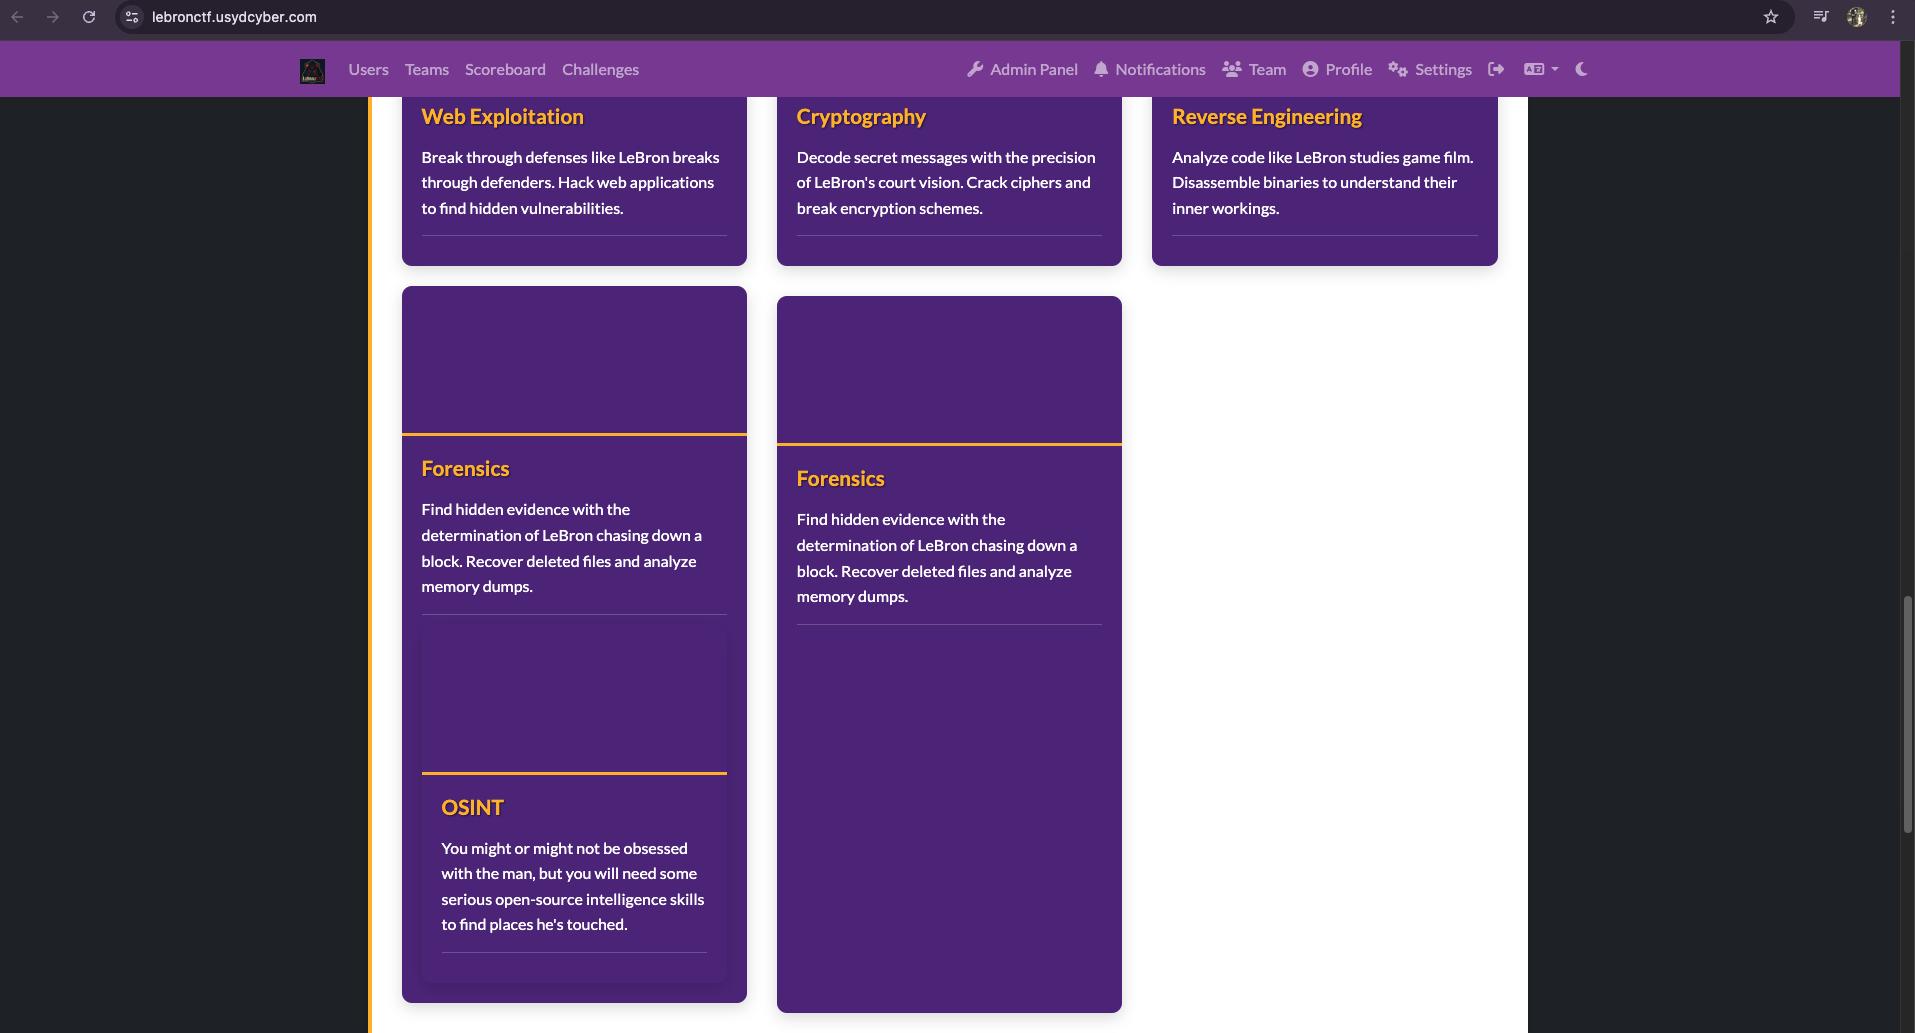 lebronctf.usydcyber.com
Users Teams Scoreboard Challenges Admin Panel Notifications Team Profile Settings
Web Exploitation
Break through defenses like LeBron breaks
through defenders. Hack web applications
to find hidden vulnerabilities.
Cryptography
Decode secret messages with the precision
of LeBron's court vision. Crack ciphers and
break encryption schemes.
Reverse Engineering
Analyze code like LeBron studies game film.
Disassemble binaries to understand their
inner workings.
Forensics
Find hidden evidence with the
determination of LeBron chasing down a
block. Recover deleted files and analyze
memory dumps.
OSINT
You might or might not be obsessed
with the man, but you will need some
serious open-source intelligence skills
to find places he's touched.
Forensics
Find hidden evidence with the
determination of LeBron chasing down a
block. Recover deleted files and analyze
memory dumps.